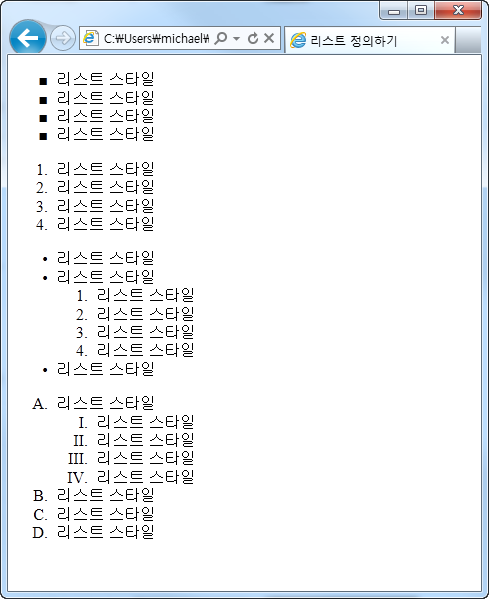 C:₩Users₩michael₩
리스트 정의하기
■ 리스트 스타일
■ 리스트 스타일
■ 리스트 스타일
■ 리스트 스타일
1. 리스트 스타일
2. 리스트 스타일
3. 리스트 스타일
4. 리스트 스타일
• 리스트 스타일
• 리스트 스타일
1. 리스트 스타일
2. 리스트 스타일
3. 리스트 스타일
4. 리스트 스타일
• 리스트 스타일
A. 리스트 스타일
I. 리스트 스타일
II. 리스트 스타일
III. 리스트 스타일
IV. 리스트 스타일
B. 리스트 스타일
C. 리스트 스타일
D. 리스트 스타일